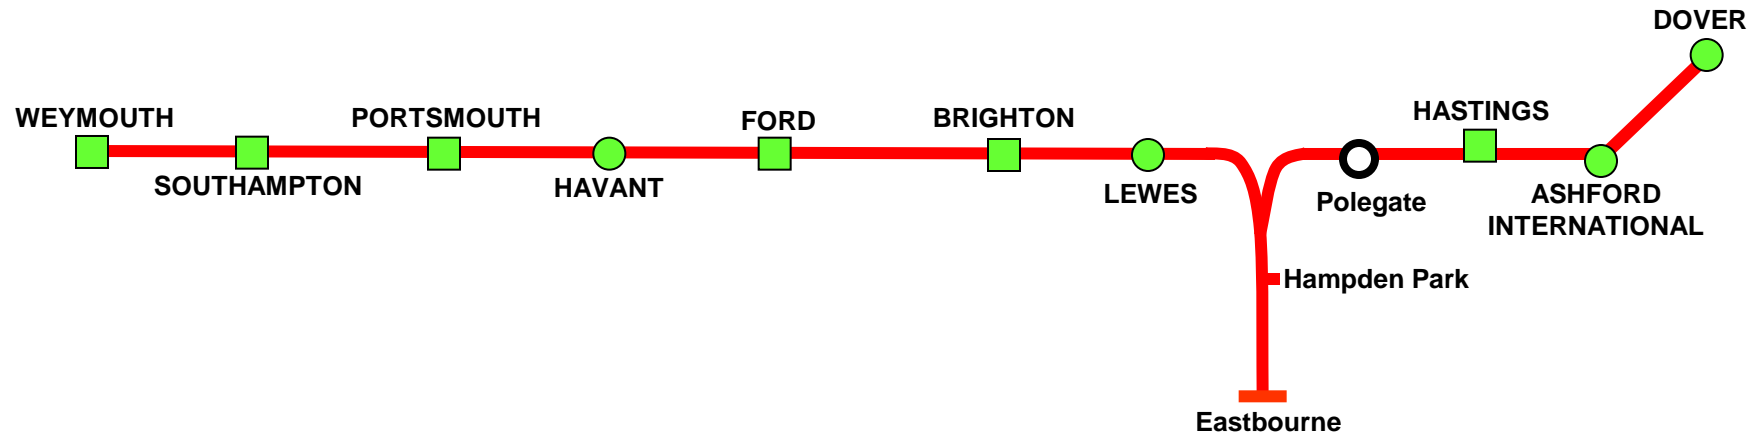 DOVER
WEYMOUTH
SOUTHAMPTON
PORTSMOUTH
HAVANT
FORD
BRIGHTON
LEWES
Polegate
HASTINGS
ASHFORD
INTERNATIONAL
Hampden Park
Eastbourne